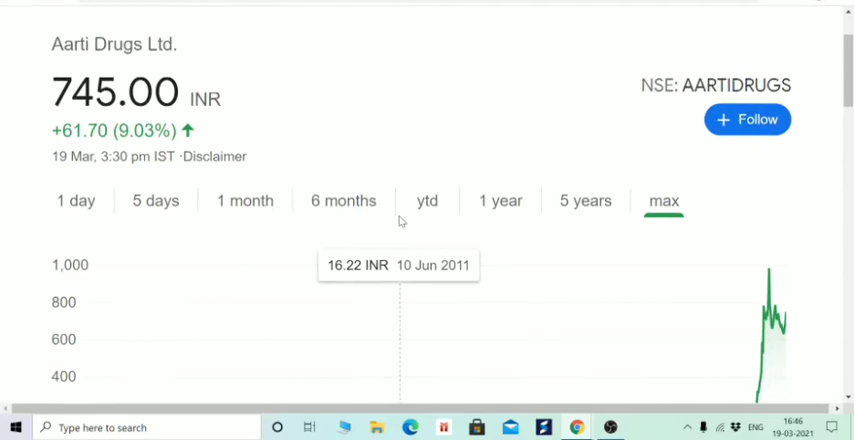 Aarti Drugs Ltd.
745.00 INR
NSE: AARTIDRUGS
+61.70 (9.03%) ↑
+ Follow
19 Mar, 3:30 pm IST ·Disclaimer
1 day 5 days 1 month 6 months ytd 1 year 5 years max
16.22 INR 10 Jun 2011
1,000
800
600
400
Type here to search
ENG
16:46
19-03-2021